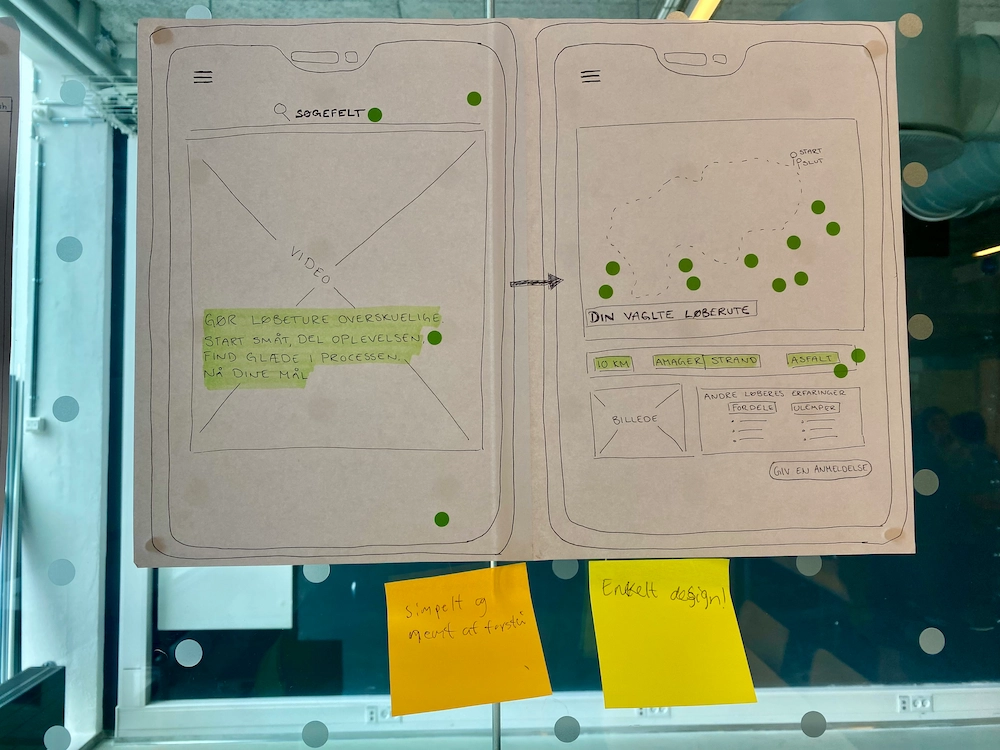 SØGEFELT
VIDEO
GØR LØBETURE OVERSKUELIGE
START SMÅT, DEL OPLEVELSEN,
FIND GLÆDE I PROCESSEN,
NÅ DINE MÅL
START
SLUT
DIN VAGLTE LØBERUTE
10 KM AMAGER STRAND ASFALT
BILLEDE
ANDRE LØBERES ERFARINGER
FORDELE ULEMPER
GIV EN ANMELDELSE
Simpelt og
nemt at forstå
Enkelt design!